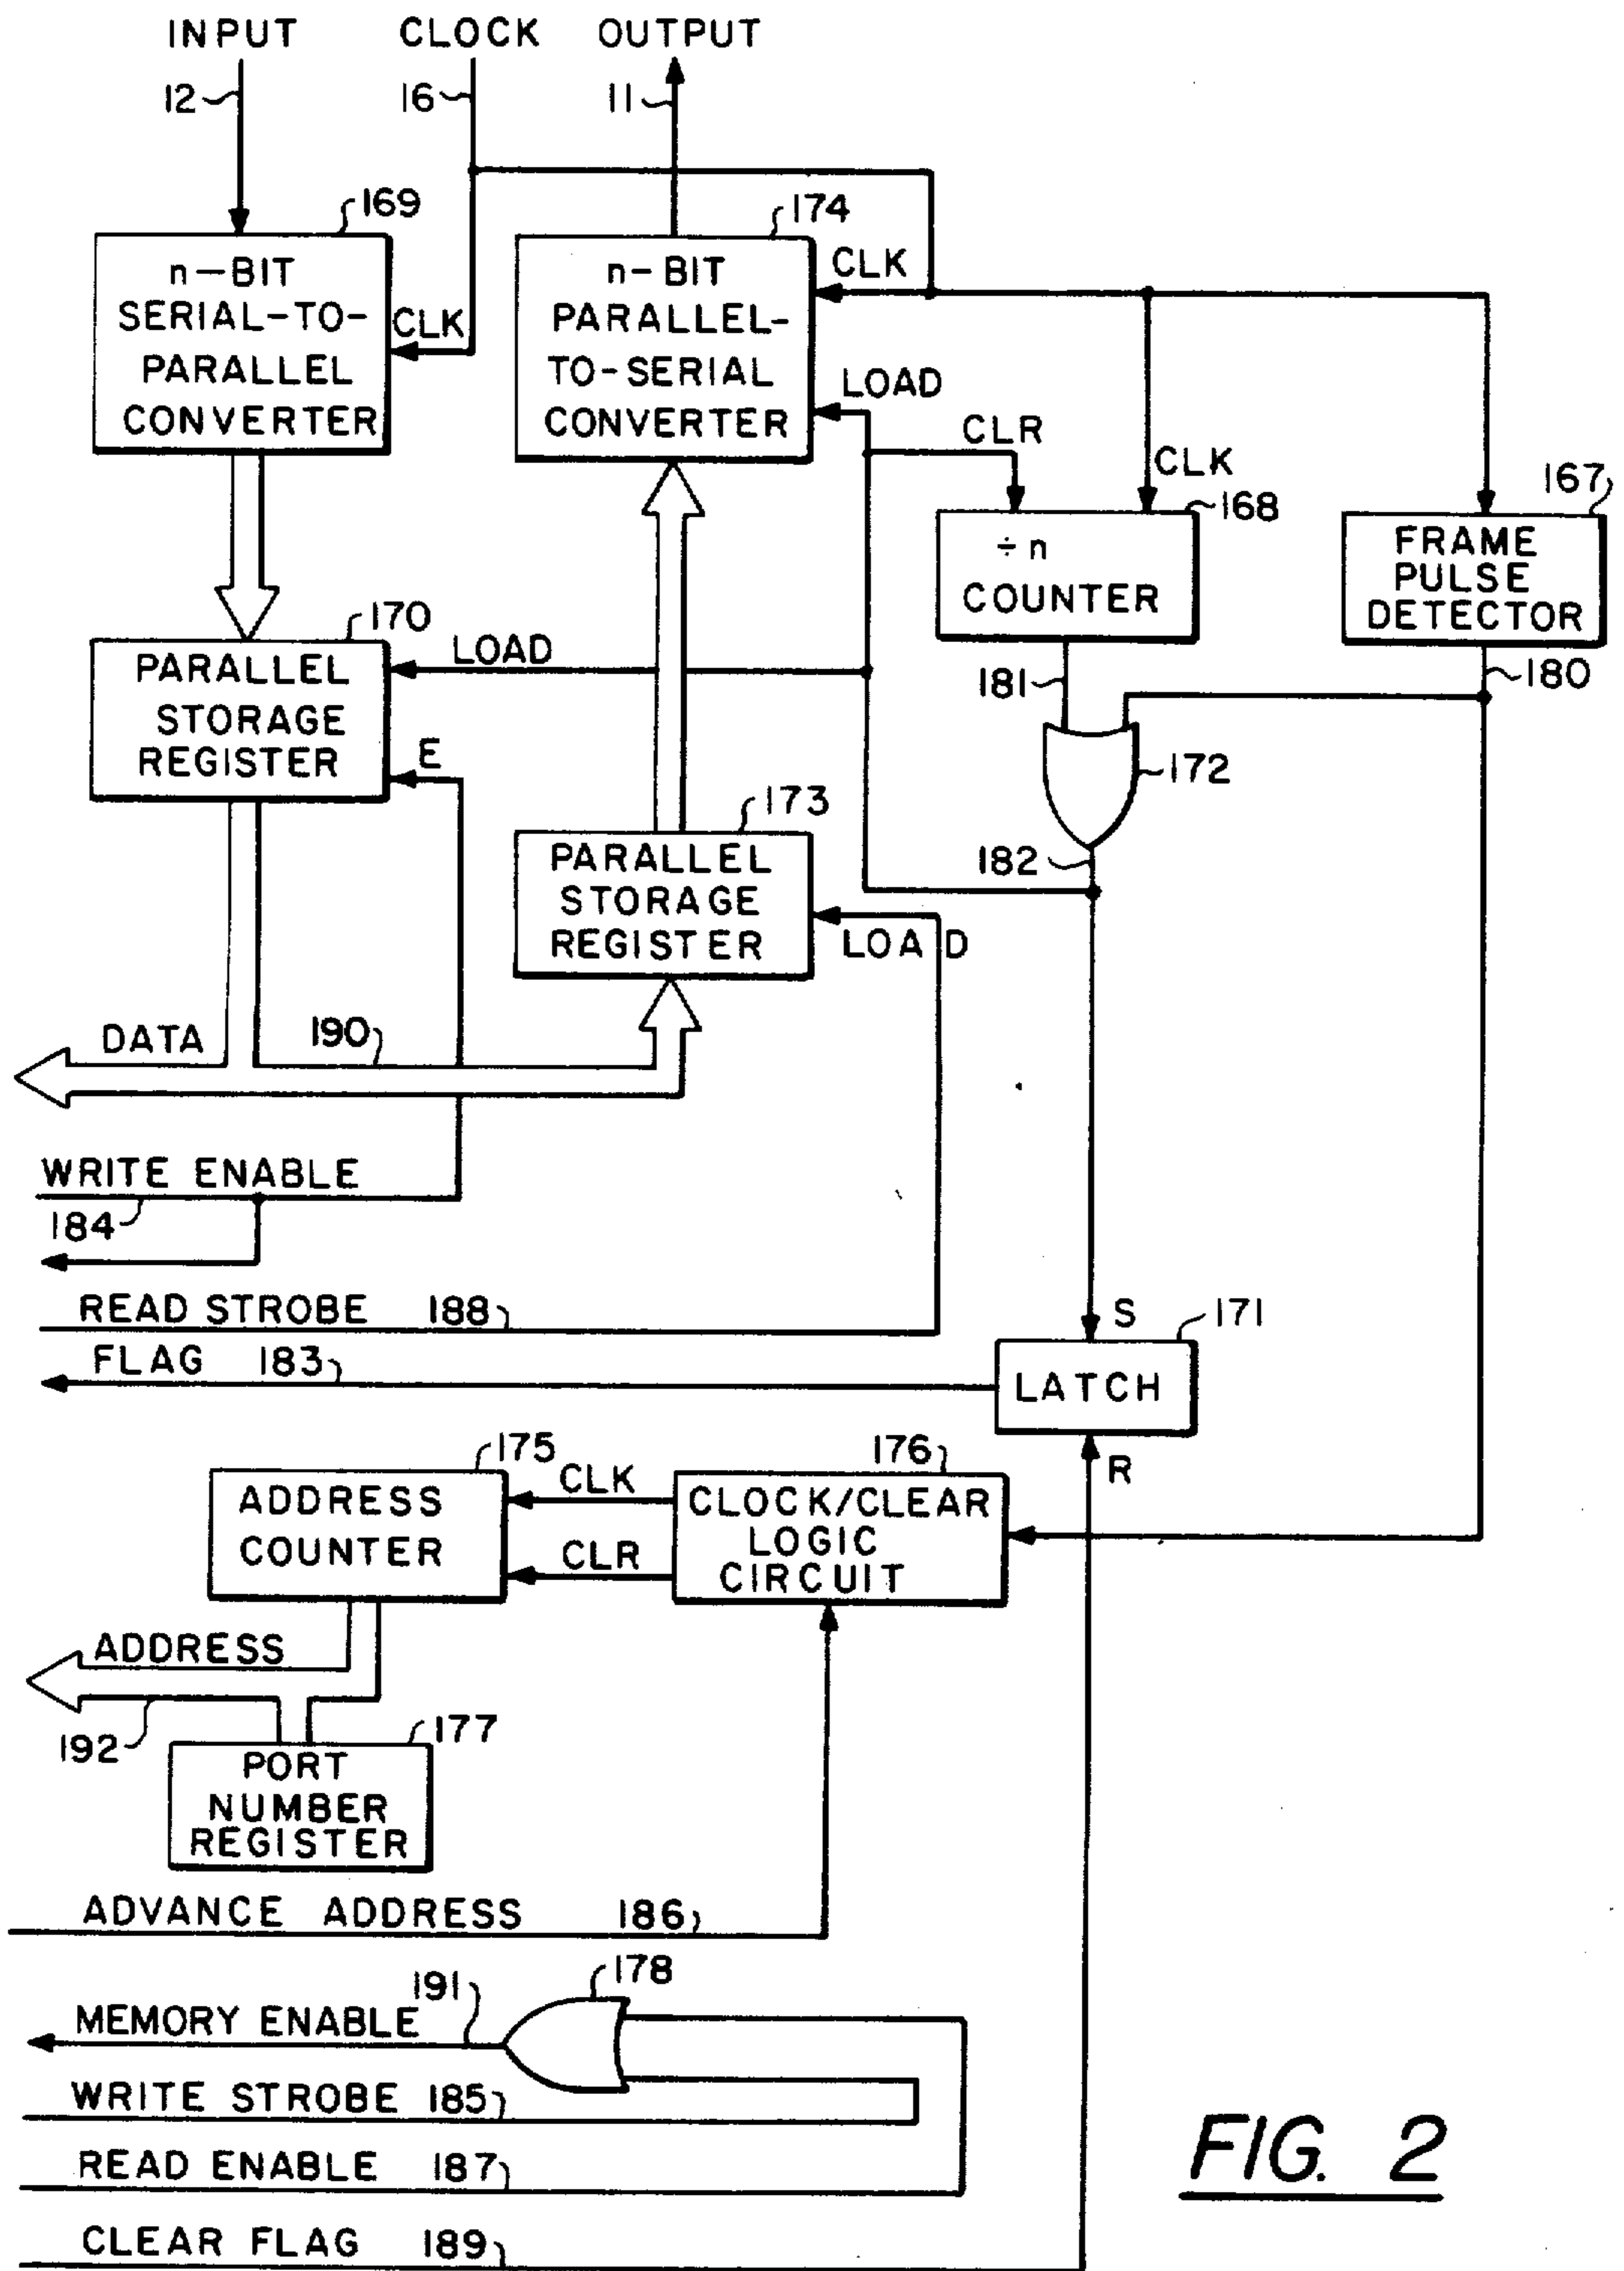 INPUT CLOCK OUTPUT
12 16 11
169 174
n-BIT
SERIAL-TO-
PARALLEL
CONVERTER
CLK
n-BIT
PARALLEL-
TO-SERIAL
CONVERTER
CLK
LOAD
CLR
CLK
168
÷n
COUNTER
167
FRAME
PULSE
DETECTOR
170
PARALLEL
STORAGE
REGISTER
LOAD
E
181
180
172
182
173
PARALLEL
STORAGE
REGISTER
LOAD
DATA 190
WRITE ENABLE
184
READ STROBE 188
FLAG 183
S
171
LATCH
R
175
ADDRESS
COUNTER
CLK
CLR
176
CLOCK/CLEAR
LOGIC
CIRCUIT
ADDRESS
192
177
PORT
NUMBER
REGISTER
ADVANCE ADDRESS 186
178
191
MEMORY ENABLE
WRITE STROBE 185
READ ENABLE 187
CLEAR FLAG 189
FIG. 2